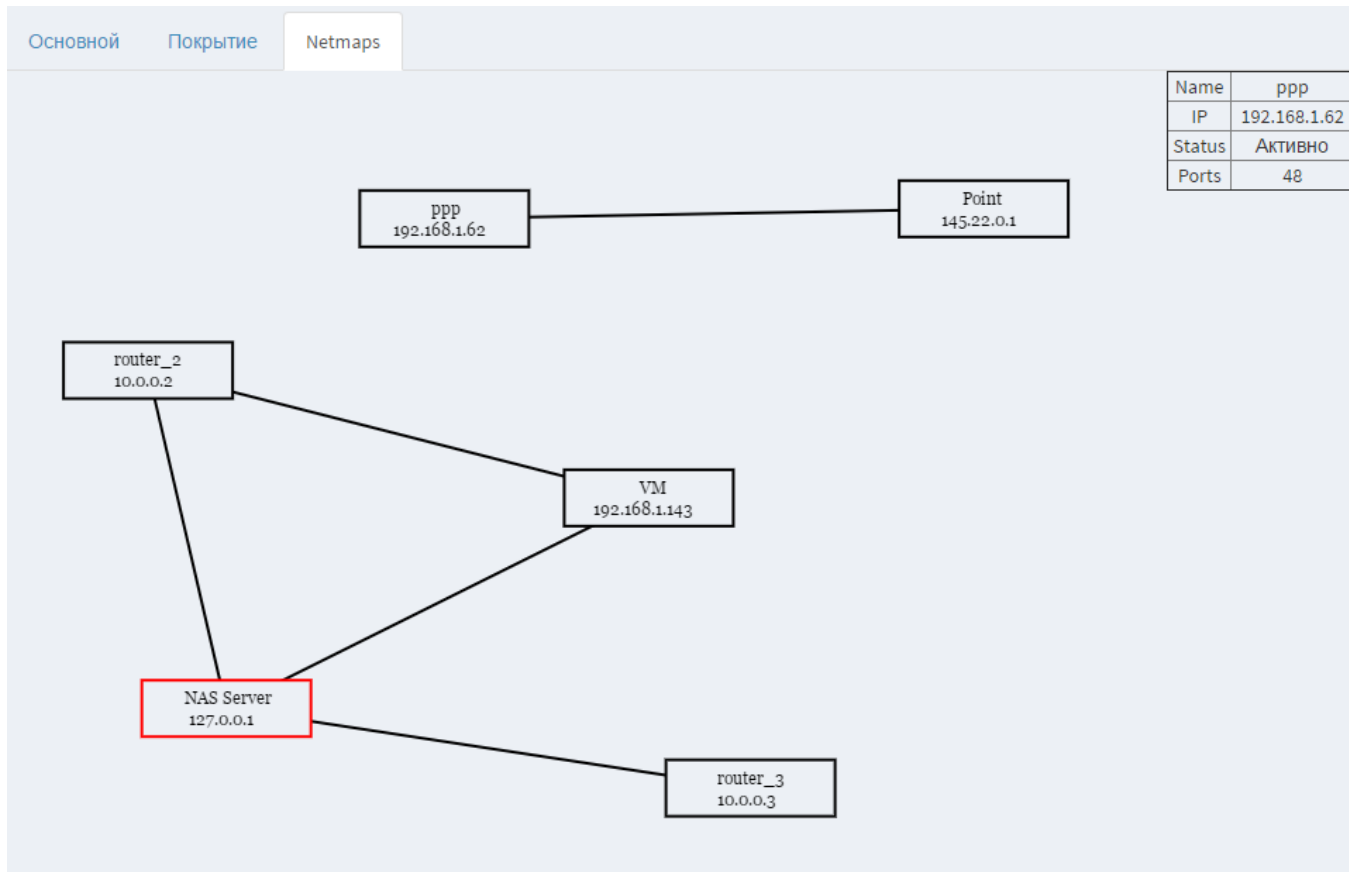 Основной Покрытие Netmaps
Name ppp
IP 192.168.1.62
Status Активно
Ports 48
ppp
192.168.1.62
Point
145.22.0.1
router_2
10.0.0.2
VM
192.168.1.143
NAS Server
127.0.0.1
router_3
10.0.0.3